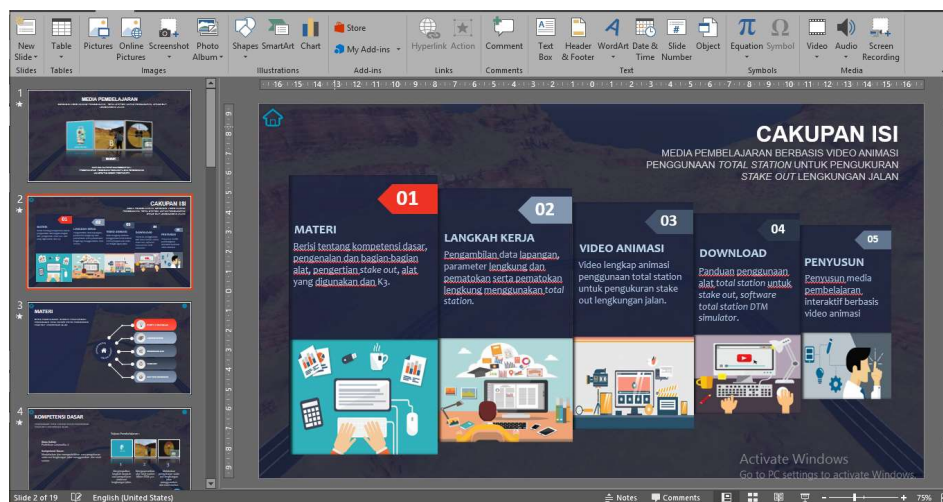 Store
My Add-ins
New Slide
Table
Pictures
Online Pictures
Screenshot
Photo Album
Shapes
SmartArt
Chart
Hyperlink
Action
Comment
Text Box
Header & Footer
WordArt
Date & Time
Slide Number
Object
Equation
Symbol
Video
Audio
Screen Recording
Slides
Tables
Images
Illustrations
Add-ins
Links
Comments
Text
Symbols
Media
1
MEDIA PEMBELAJARAN
2
CAKUPAN ISI
3
MATERI
4
KOMPETENSI DASAR
CAKUPAN ISI
MEDIA PEMBELAJARAN BERBASIS VIDEO ANIMASI
PENGGUNAAN TOTAL STATION UNTUK PENGUKURAN
STAKE OUT LENGKUNGAN JALAN
01
MATERI
Berisi tentang kompetensi dasar,
pengenalan dan bagian-bagian
alat, pengertian stake out, alat
yang digunakan dan K3.
02
LANGKAH KERJA
Pengambilan data lapangan,
parameter lengkung dan
pematokan serta pematokan
lengkung menggunakan total
station.
03
VIDEO ANIMASI
Video lengkap animasi
penggunaan total station
untuk pengukuran stake
out lengkungan jalan.
04
DOWNLOAD
Panduan penggunaan
alat total station untuk
stake out, software
total station DTM
simulator.
05
PENYUSUN
Penyusun media
pembelajaran
interaktif berbasis
video animasi
Activate Windows
Go to PC settings to activate Windows.
Slide 2 of 19
English (United States)
Notes
Comments
75%